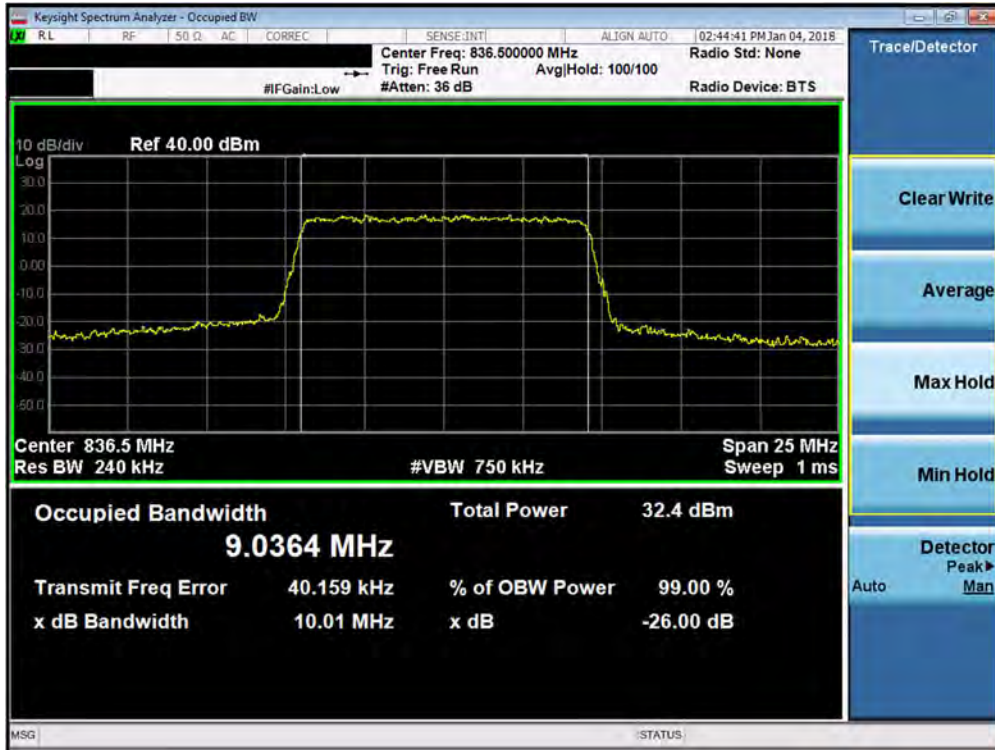 Keysight Spectrum Analyzer - Occupied BW
LXI RL RF 50 Ω AC CORREC SENSE:INT ALIGN AUTO 02:44:41 PM Jan 04, 2018
Center Freq: 836.500000 MHz Radio Std: None
Trig: Free Run Avg|Hold: 100/100
#IFGain:Low #Atten: 36 dB Radio Device: BTS
10 dB/div Ref 40.00 dBm
Log
30.0
20.0
10.0
0.00
-10.0
-20.0
-30.0
-40.0
-50.0
Center 836.5 MHz Span 25 MHz
Res BW 240 kHz #VBW 750 kHz Sweep 1 ms
Occupied Bandwidth Total Power 32.4 dBm
9.0364 MHz
Transmit Freq Error 40.159 kHz % of OBW Power 99.00 %
x dB Bandwidth 10.01 MHz x dB -26.00 dB
MSG STATUS
Trace/Detector
Clear Write
Average
Max Hold
Min Hold
Detector
Peak▶
Auto Man